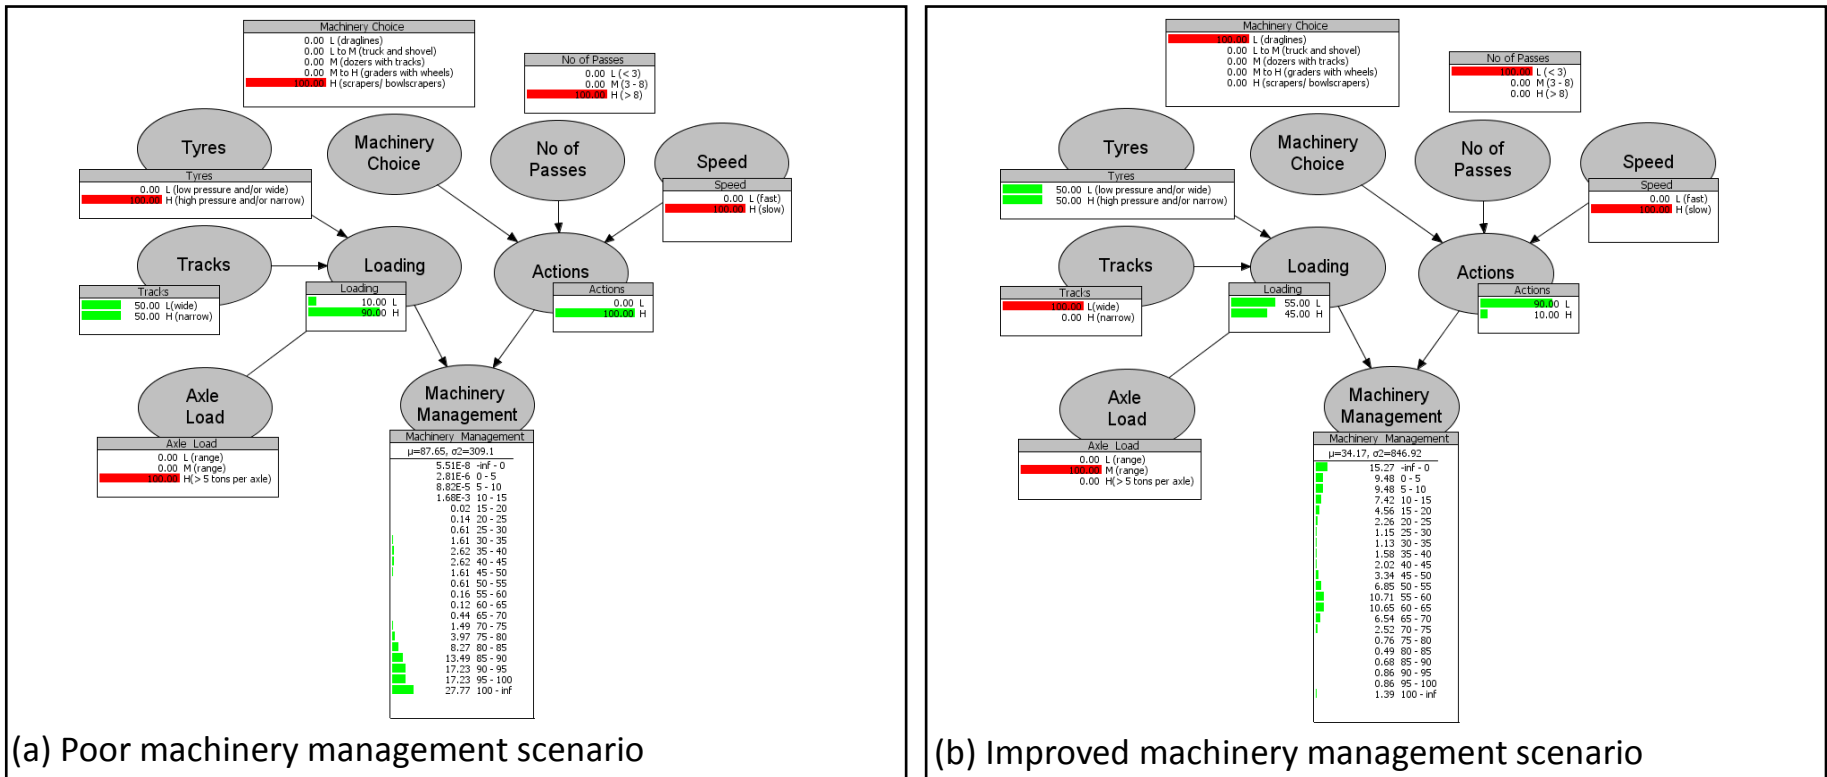 Machinery Choice
0.00 L (draglines)
0.00 L to M (truck and shovel)
0.00 M (dozers with tracks)
0.00 M to H (graders with wheels)
100.00 H (scrapers/ bowlscrapers)
No of Passes
0.00 L (< 3)
0.00 M (3 - 8)
100.00 H (> 8)
Tyres
Machinery
Choice
No of
Passes
Speed
Tyres
0.00 L (low pressure and/or wide)
100.00 H (high pressure and/or narrow)
Speed
0.00 L (fast)
100.00 H (slow)
Tracks
Loading
Actions
Tracks
50.00 L(wide)
50.00 H (narrow)
Loading
10.00 L
90.00 H
Actions
0.00 L
100.00 H
Axle
Load
Machinery
Management
Axle Load
0.00 L (range)
0.00 M (range)
100.00 H(> 5 tons per axle)
Machinery Management
μ=87.65, σ2=309.1
5.51E-8 -inf - 0
2.81E-6 0 - 5
8.82E-5 5 - 10
1.68E-3 10 - 15
0.02 15 - 20
0.14 20 - 25
0.61 25 - 30
1.61 30 - 35
2.62 35 - 40
2.62 40 - 45
1.61 45 - 50
0.61 50 - 55
0.16 55 - 60
0.12 60 - 65
0.44 65 - 70
1.49 70 - 75
3.97 75 - 80
8.27 80 - 85
13.49 85 - 90
17.23 90 - 95
17.23 95 - 100
27.77 100 - inf
(a) Poor machinery management scenario
Machinery Choice
100.00 L (draglines)
0.00 L to M (truck and shovel)
0.00 M (dozers with tracks)
0.00 M to H (graders with wheels)
0.00 H (scrapers/ bowlscrapers)
No of Passes
100.00 L (< 3)
0.00 M (3 - 8)
0.00 H (> 8)
Tyres
Machinery
Choice
No of
Passes
Speed
Tyres
50.00 L (low pressure and/or wide)
50.00 H (high pressure and/or narrow)
Speed
0.00 L (fast)
100.00 H (slow)
Tracks
Loading
Actions
Tracks
100.00 L(wide)
0.00 H (narrow)
Loading
55.00 L
45.00 H
Actions
90.00 L
10.00 H
Axle
Load
Machinery
Management
Axle Load
0.00 L (range)
100.00 M (range)
0.00 H(> 5 tons per axle)
Machinery Management
μ=34.17, σ2=846.92
15.27 -inf - 0
9.48 0 - 5
9.48 5 - 10
7.42 10 - 15
4.56 15 - 20
2.26 20 - 25
1.15 25 - 30
1.13 30 - 35
1.58 35 - 40
2.02 40 - 45
3.34 45 - 50
6.85 50 - 55
10.71 55 - 60
10.65 60 - 65
6.54 65 - 70
2.52 70 - 75
0.76 75 - 80
0.49 80 - 85
0.68 85 - 90
0.86 90 - 95
0.86 95 - 100
1.39 100 - inf
(b) Improved machinery management scenario